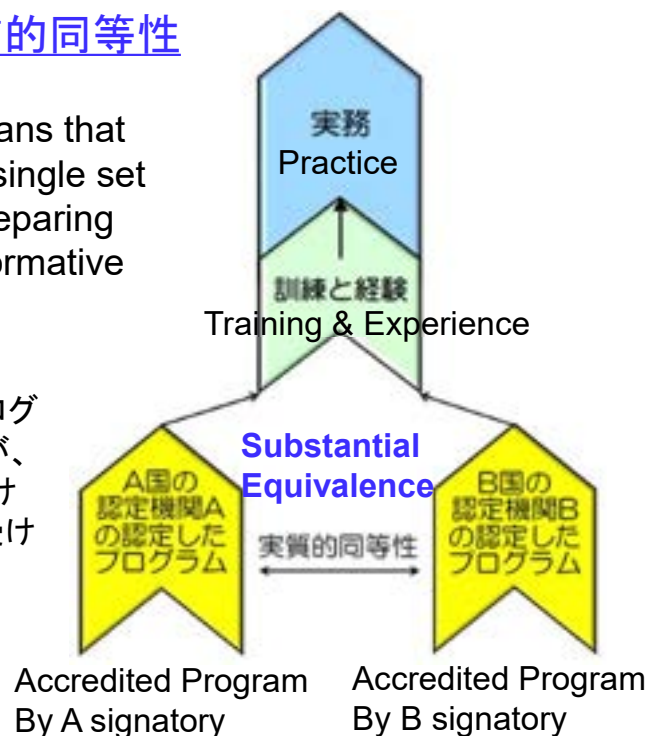 的同等性
ans that
single set
eparing
ormative
ログ
が、
け
け
実務
Practice
訓練と経験
Training & Experience
Substantial
Equivalence
A国の
認定機関A
の認定した
プログラム
実質的同等性
B国の
認定機関B
の認定した
プログラム
Accredited Program
By A signatory
Accredited Program
By B signatory